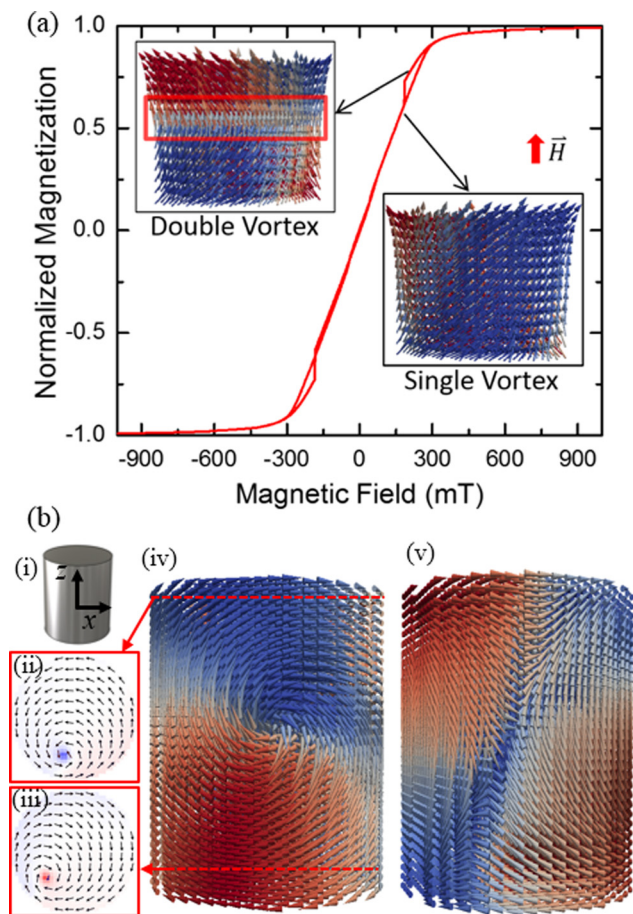 (a)
1.0
0.5
0.0
-0.5
-1.0
Normalized Magnetization
Double Vortex
H
Single Vortex
-900 -600 -300 0 300 600 900
Magnetic Field (mT)
(b)
(i)
z
x
(ii)
(iii)
(iv)
(v)